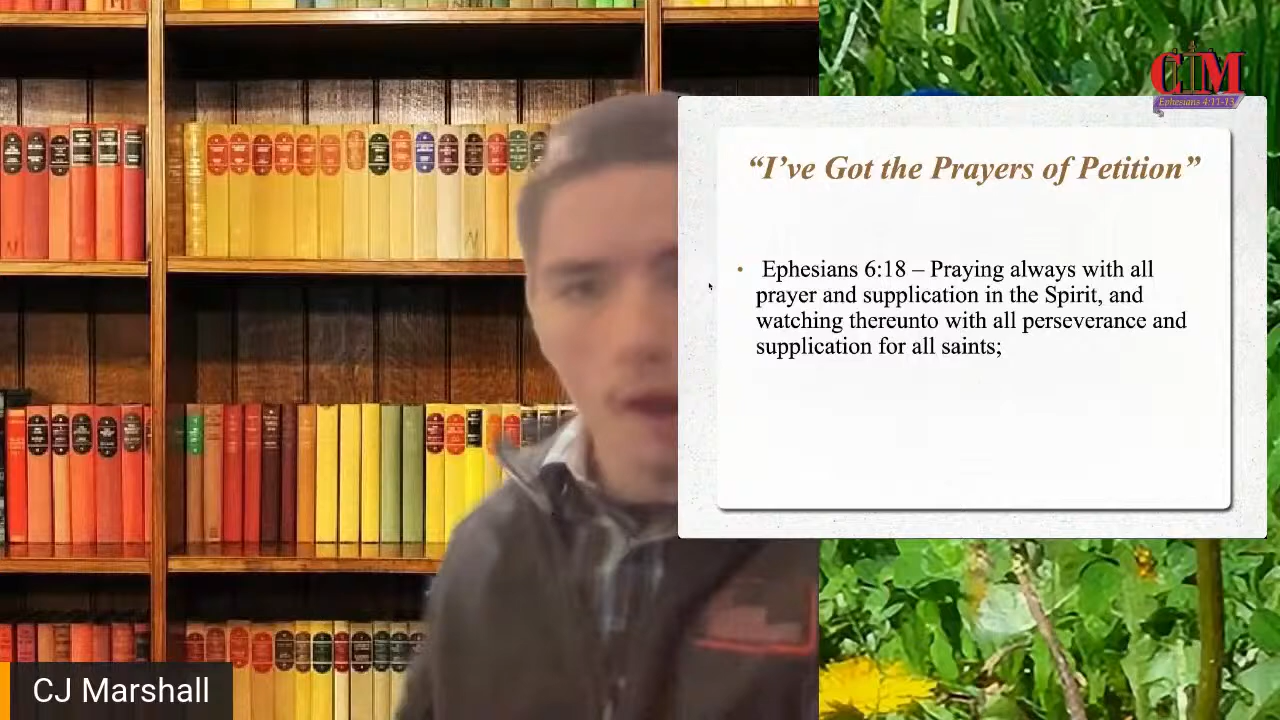 CIM
Ephesians 4:11-13
“I’ve Got the Prayers of Petition”
• Ephesians 6:18 – Praying always with all
prayer and supplication in the Spirit, and
watching thereunto with all perseverance and
supplication for all saints;
CJ Marshall